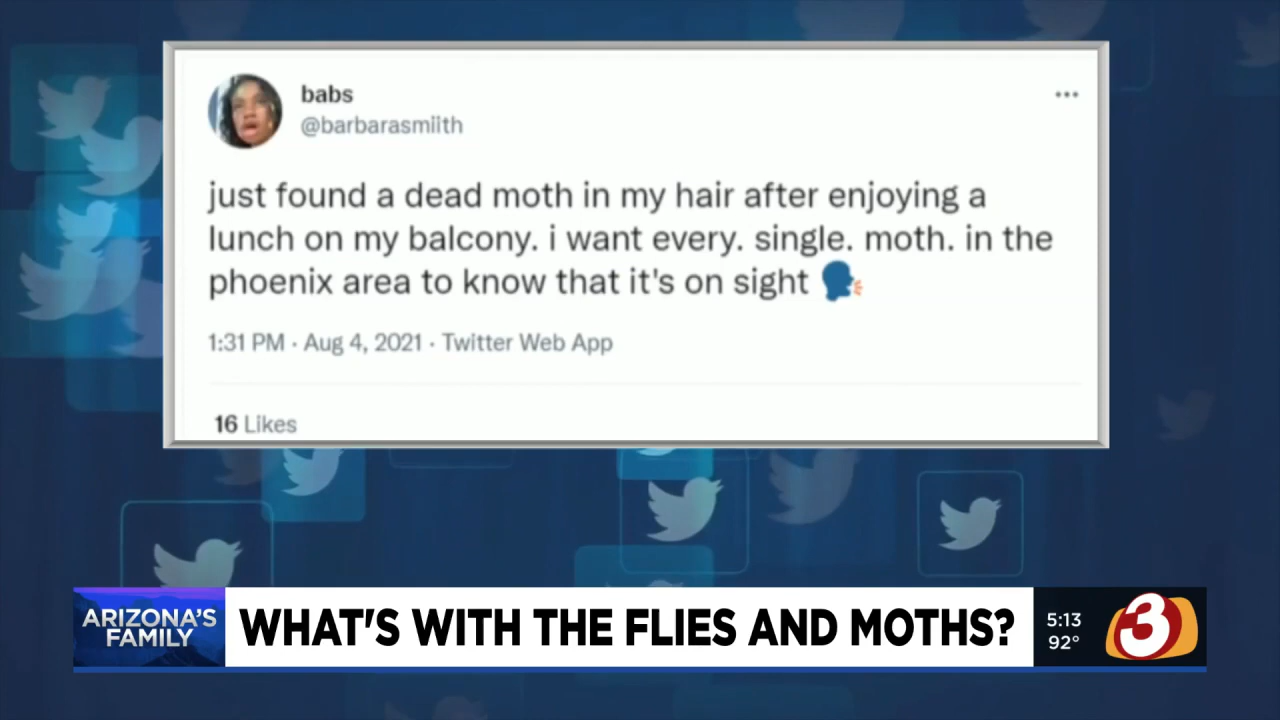 babs
@barbarasmiith
just found a dead moth in my hair after enjoying a
lunch on my balcony. i want every. single. moth. in the
phoenix area to know that it's on sight 🗣
1:31 PM · Aug 4, 2021 · Twitter Web App
16 Likes
ARIZONA'S
FAMILY
WHAT'S WITH THE FLIES AND MOTHS?
5:13
92°
3